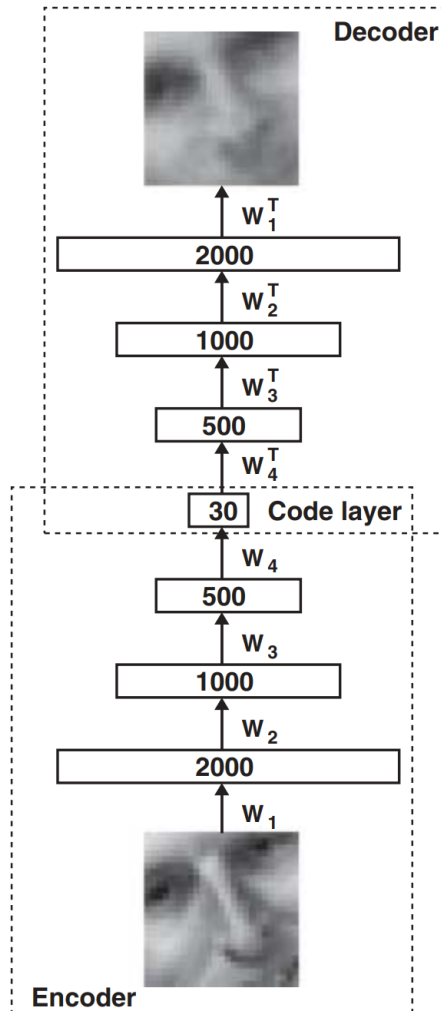 Decoder
W₁ᵀ
2000
W₂ᵀ
1000
W₃ᵀ
500
W₄ᵀ
30 Code layer
W₄
500
W₃
1000
W₂
2000
W₁
Encoder